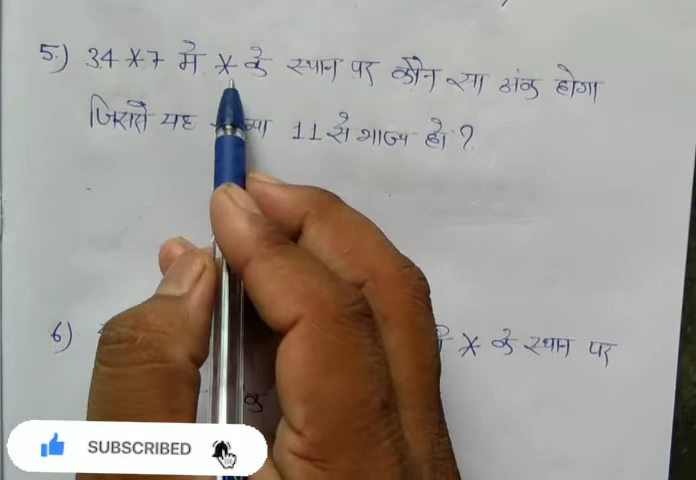 5.) 34*7 मे * के स्थान पर कौन सा अंक होगा
जिससे यह 11 से भाज्य हो ?
6) * के स्थान पर
SUBSCRIBED